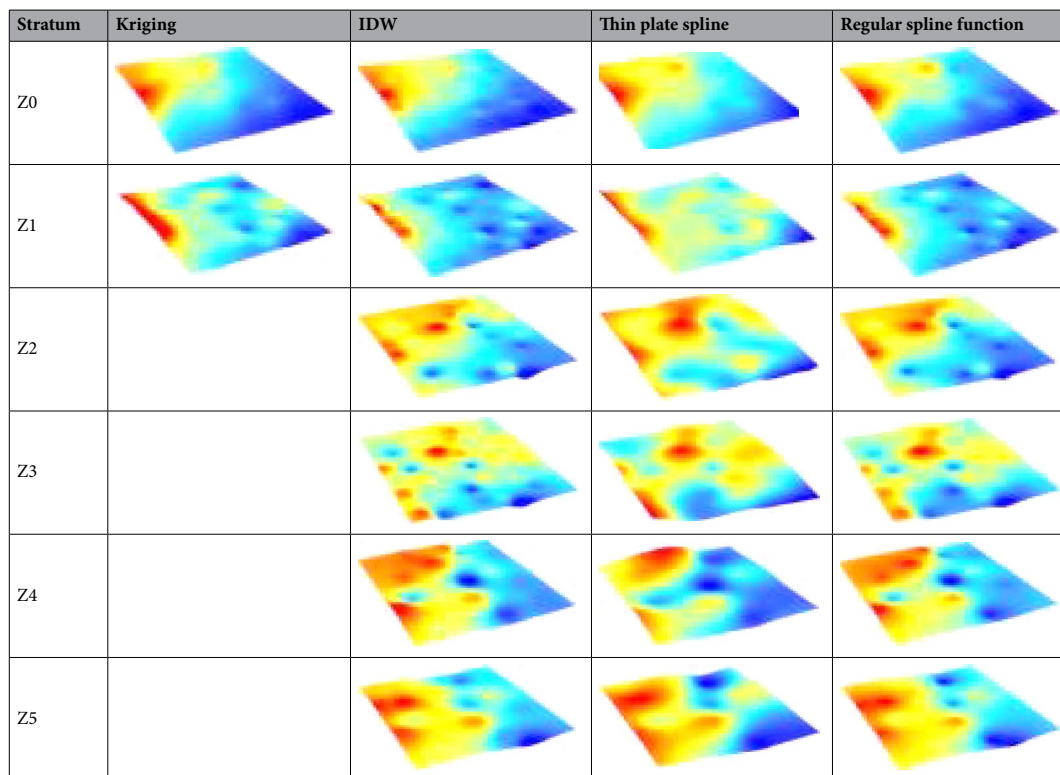 Stratum Kriging IDW Thin plate spline Regular spline function
Z0
Z1
Z2
Z3
Z4
Z5